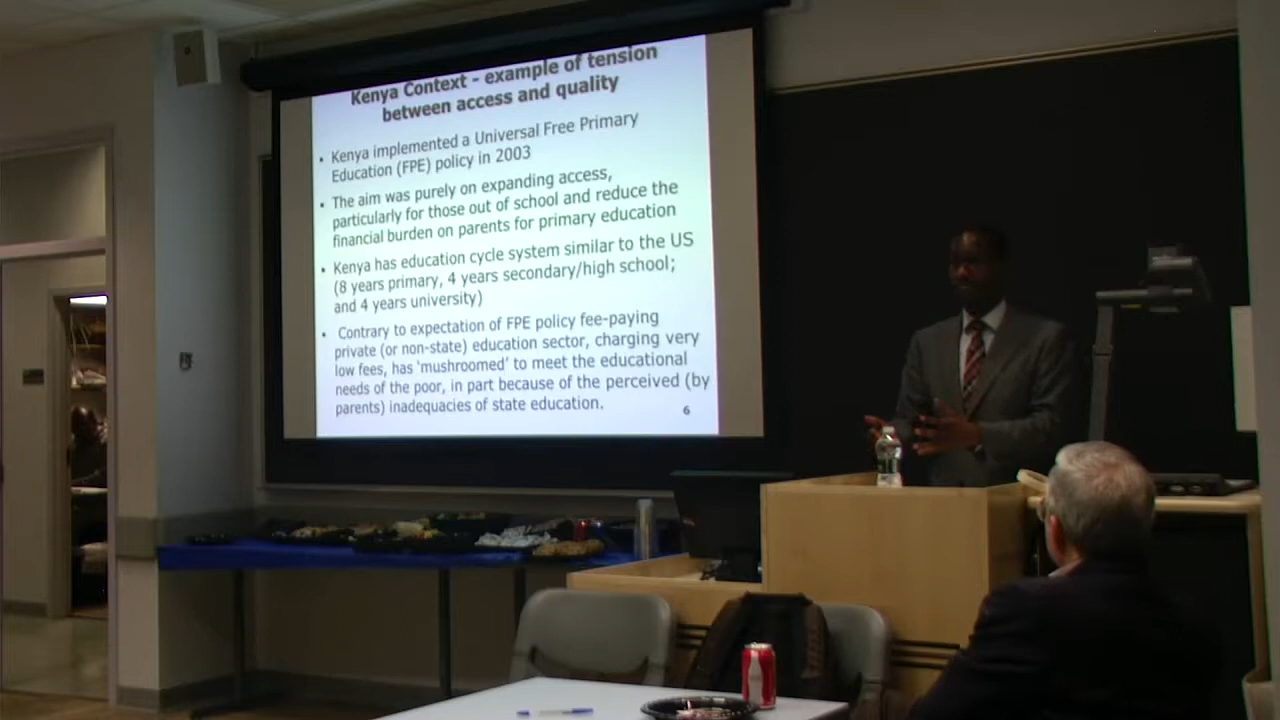 Kenya Context - example of tension
between access and quality
• Kenya implemented a Universal Free Primary
Education (FPE) policy in 2003
• The aim was purely on expanding access,
particularly for those out of school and reduce the
financial burden on parents for primary education
• Kenya has education cycle system similar to the US
(8 years primary, 4 years secondary/high school;
and 4 years university)
• Contrary to expectation of FPE policy fee-paying
private (or non-state) education sector, charging very
low fees, has 'mushroomed' to meet the educational
needs of the poor, in part because of the perceived (by
parents) inadequacies of state education.
6